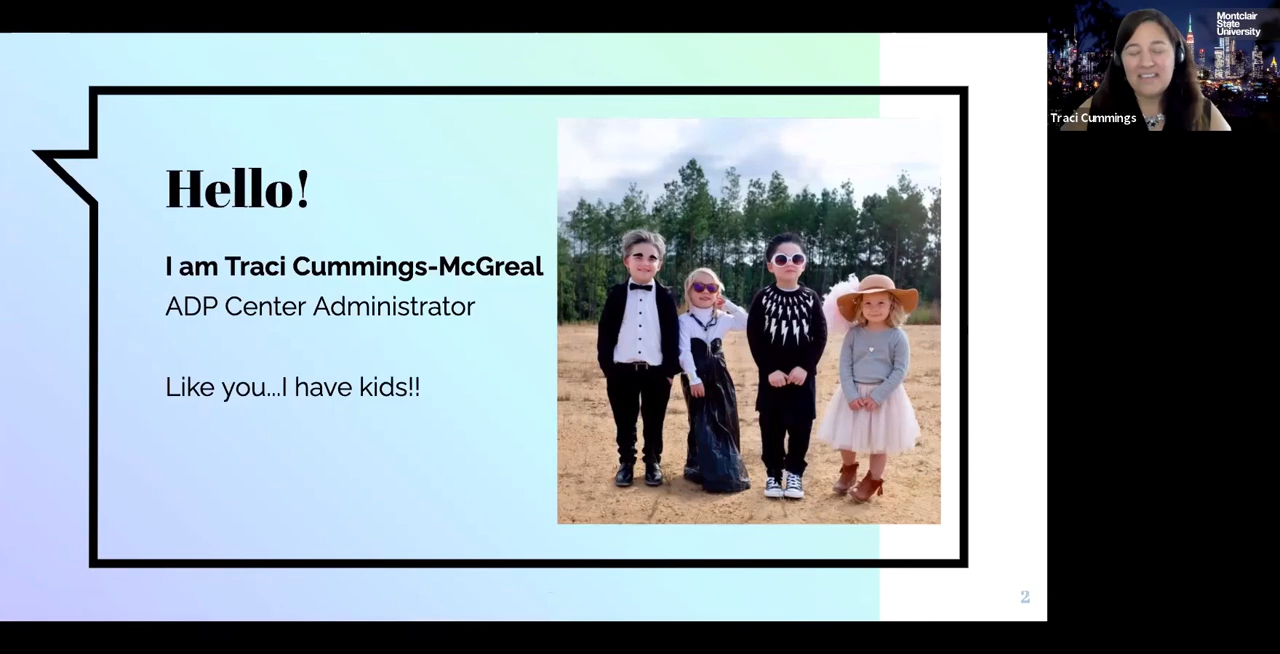 Hello!
I am Traci Cummings-McGreal
ADP Center Administrator
Like you...I have kids!!
2
Montclair
State
University
Traci Cummings